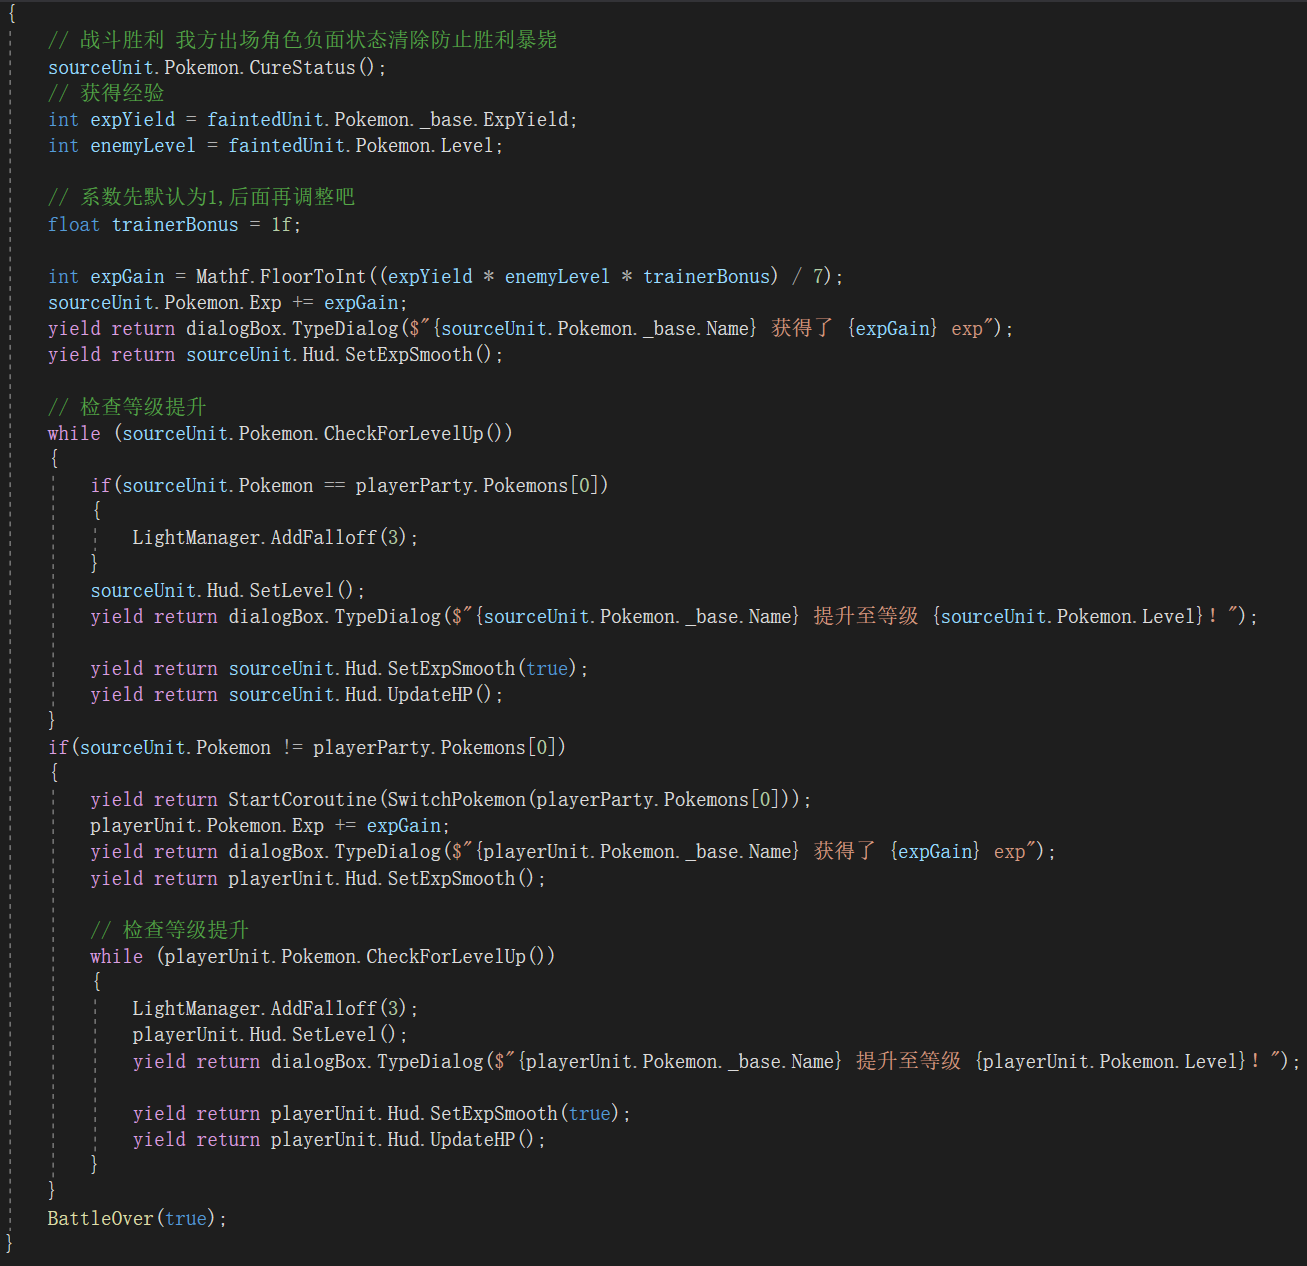 {
    // 战斗胜利 我方出场角色负面状态清除防止胜利暴毙
    sourceUnit.Pokemon.CureStatus();
    // 获得经验
    int expYield = faintedUnit.Pokemon._base.ExpYield;
    int enemyLevel = faintedUnit.Pokemon.Level;

    // 系数先默认为1,后面再调整吧
    float trainerBonus = 1f;

    int expGain = Mathf.FloorToInt((expYield * enemyLevel * trainerBonus) / 7);
    sourceUnit.Pokemon.Exp += expGain;
    yield return dialogBox.TypeDialog($"{sourceUnit.Pokemon._base.Name} 获得了 {expGain} exp");
    yield return sourceUnit.Hud.SetExpSmooth();

    // 检查等级提升
    while (sourceUnit.Pokemon.CheckForLevelUp())
    {
        if(sourceUnit.Pokemon == playerParty.Pokemons[0])
        {
            LightManager.AddFalloff(3);
        }
        sourceUnit.Hud.SetLevel();
        yield return dialogBox.TypeDialog($"{sourceUnit.Pokemon._base.Name} 提升至等级 {sourceUnit.Pokemon.Level}！");

        yield return sourceUnit.Hud.SetExpSmooth(true);
        yield return sourceUnit.Hud.UpdateHP();
    }
    if(sourceUnit.Pokemon != playerParty.Pokemons[0])
    {
        yield return StartCoroutine(SwitchPokemon(playerParty.Pokemons[0]));
        playerUnit.Pokemon.Exp += expGain;
        yield return dialogBox.TypeDialog($"{playerUnit.Pokemon._base.Name} 获得了 {expGain} exp");
        yield return playerUnit.Hud.SetExpSmooth();

        // 检查等级提升
        while (playerUnit.Pokemon.CheckForLevelUp())
        {
            LightManager.AddFalloff(3);
            playerUnit.Hud.SetLevel();
            yield return dialogBox.TypeDialog($"{playerUnit.Pokemon._base.Name} 提升至等级 {playerUnit.Pokemon.Level}！");

            yield return playerUnit.Hud.SetExpSmooth(true);
            yield return playerUnit.Hud.UpdateHP();
        }
    }
    BattleOver(true);
}